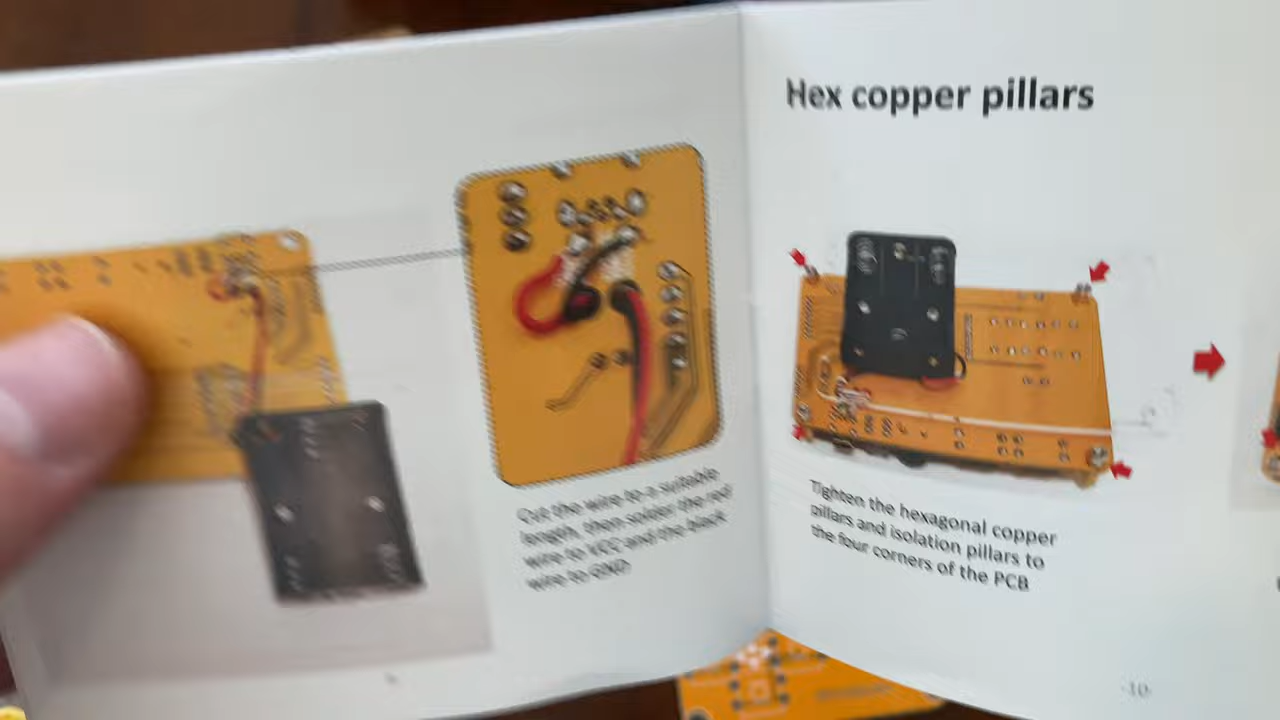 Cut the wire to a suitable
length, then solder the red
wire to VCC and the black
wire to GND
Hex copper pillars
Tighten the hexagonal copper
pillars and isolation pillars to
the four corners of the PCB
-10-